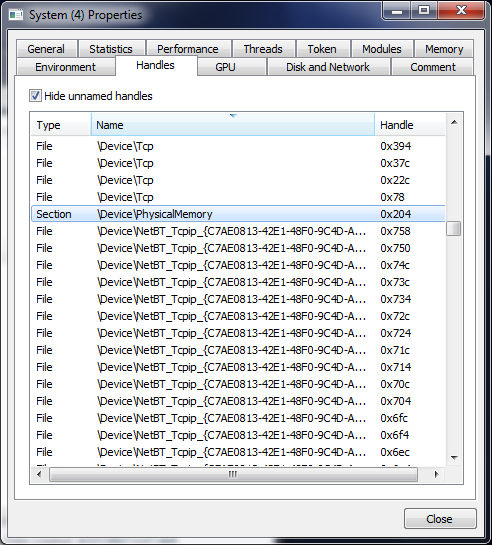 System (4) Properties
General Statistics Performance Threads Token Modules Memory
Environment Handles GPU Disk and Network Comment
Hide unnamed handles
Type Name Handle
File \Device\Tcp 0x394
File \Device\Tcp 0x37c
File \Device\Tcp 0x22c
File \Device\Tcp 0x78
Section \Device\PhysicalMemory 0x204
File \Device\NetBT_Tcpip_{C7AE0813-42E1-48F0-9C4D-A... 0x758
File \Device\NetBT_Tcpip_{C7AE0813-42E1-48F0-9C4D-A... 0x750
File \Device\NetBT_Tcpip_{C7AE0813-42E1-48F0-9C4D-A... 0x74c
File \Device\NetBT_Tcpip_{C7AE0813-42E1-48F0-9C4D-A... 0x73c
File \Device\NetBT_Tcpip_{C7AE0813-42E1-48F0-9C4D-A... 0x734
File \Device\NetBT_Tcpip_{C7AE0813-42E1-48F0-9C4D-A... 0x72c
File \Device\NetBT_Tcpip_{C7AE0813-42E1-48F0-9C4D-A... 0x724
File \Device\NetBT_Tcpip_{C7AE0813-42E1-48F0-9C4D-A... 0x71c
File \Device\NetBT_Tcpip_{C7AE0813-42E1-48F0-9C4D-A... 0x714
File \Device\NetBT_Tcpip_{C7AE0813-42E1-48F0-9C4D-A... 0x70c
File \Device\NetBT_Tcpip_{C7AE0813-42E1-48F0-9C4D-A... 0x704
File \Device\NetBT_Tcpip_{C7AE0813-42E1-48F0-9C4D-A... 0x6fc
File \Device\NetBT_Tcpip_{C7AE0813-42E1-48F0-9C4D-A... 0x6f4
File \Device\NetBT_Tcpip_{C7AE0813-42E1-48F0-9C4D-A... 0x6ec
Close